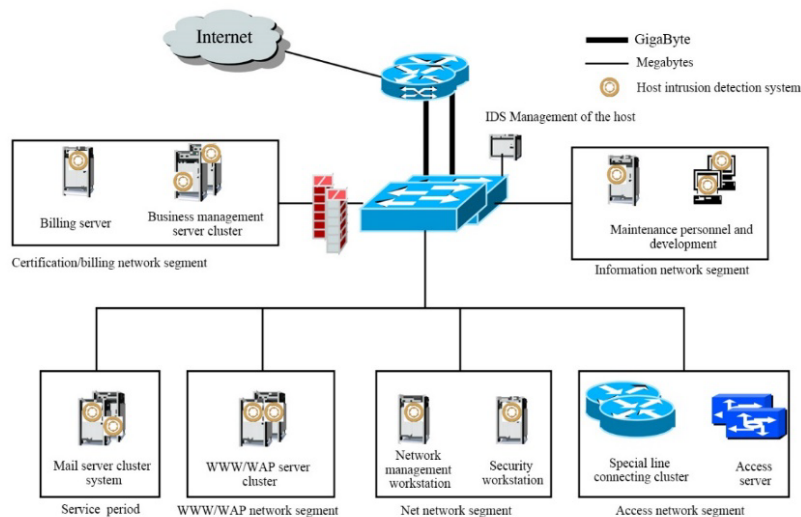 Internet
GigaByte
Megabytes
Host intrusion detection system
IDS Management of the host
Billing server
Business management
server cluster
Certification/billing network segment
Maintenance personnel and
development
Information network segment
Mail server cluster
system
Service period
WWW/WAP server
cluster
WWW/WAP network segment
Network
management
workstation
Security
workstation
Net network segment
Special line
connecting cluster
Access
server
Access network segment